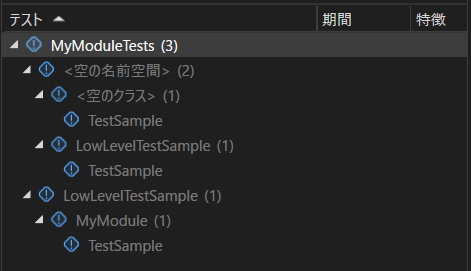 テスト 期間 特徴
MyModuleTests (3)
<空の名前空間> (2)
<空のクラス> (1)
TestSample
LowLevelTestSample (1)
TestSample
LowLevelTestSample (1)
MyModule (1)
TestSample